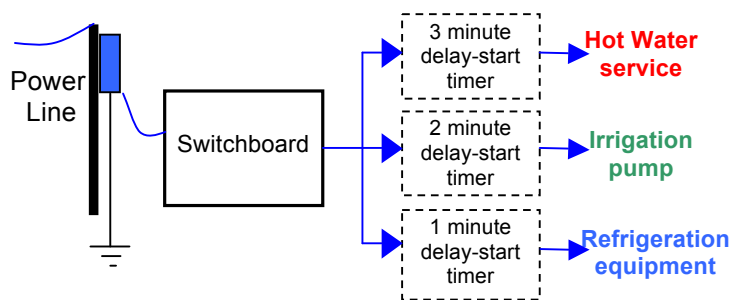 Power
Line
Switchboard
3 minute
delay-start
timer
Hot Water
service
2 minute
delay-start
timer
Irrigation
pump
1 minute
delay-start
timer
Refrigeration
equipment